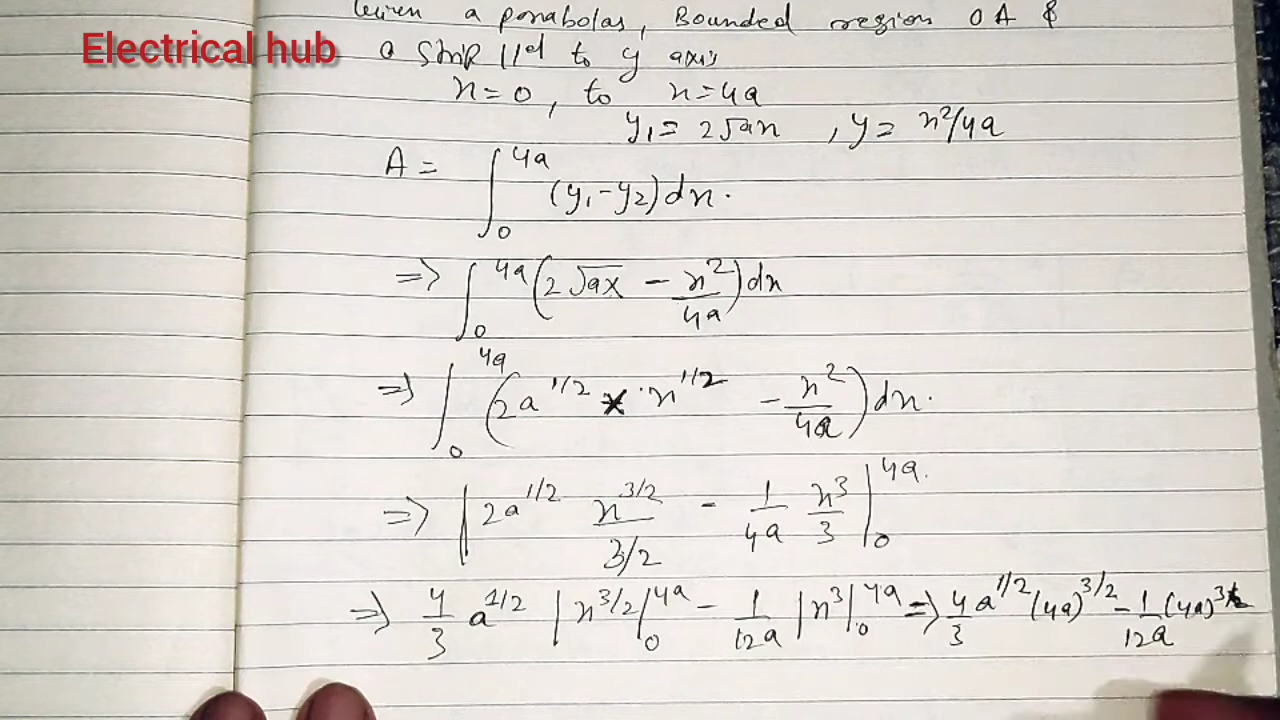 Given a parabolas, Bounded region OA &
Electrical hub
a strip ||el to y axis
x=0, to x=4a
y₁= 2√ax , y= x²/4a
A= ∫₀^4a (y₁-y₂)dx.
=> ∫₀^4a (2√ax - x²/4a)dx
=> ∫₀^4a (2a^1/2 × x^1/2 - x²/4a)dx.
=> |2a^1/2 x^3/2/3/2 - 1/4a x³/3|₀^4a.
=> 4/3 a^1/2 |x^3/2|₀^4a - 1/12a |x³|₀^4a => 4/3 a^1/2 (4a)^3/2 - 1/12a (4a)³